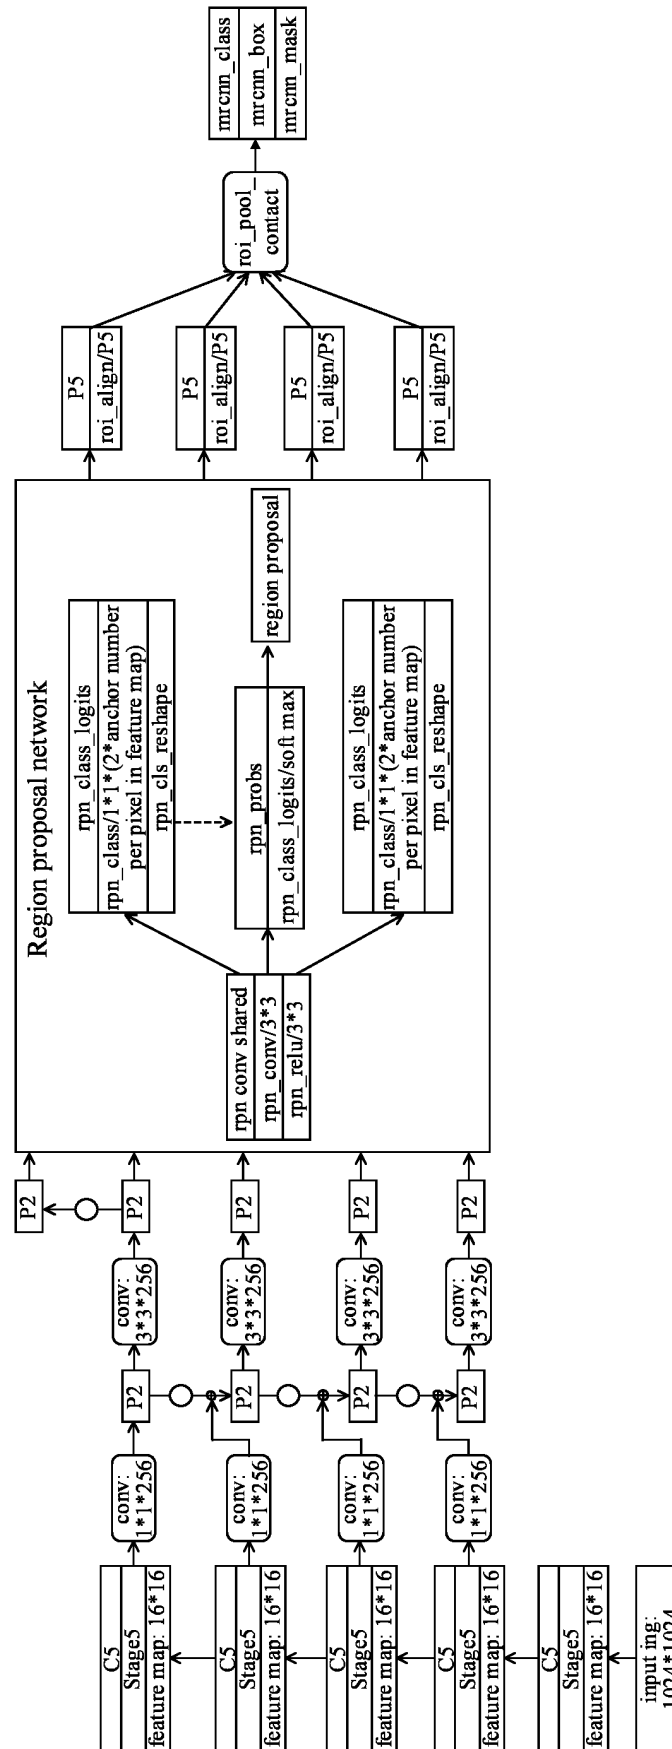 C5
Stage5
feature map: 16*16
C5
Stage5
feature map: 16*16
C5
Stage5
feature map: 16*16
C5
Stage5
feature map: 16*16
C5
Stage5
feature map: 16*16
input ing:
1024*1024
conv:
1*1*256
conv:
1*1*256
conv:
1*1*256
conv:
1*1*256
P2
P2
P2
P2
conv:
3*3*256
conv:
3*3*256
conv:
3*3*256
conv:
3*3*256
P2
P2
P2
P2
P2
Region proposal network
rpn conv shared
rpn_conv/3*3
rpn_relu/3*3
rpn_class_logits
rpn_class/1*1*(2*anchor number
per pixel in feature map)
rpn_cls_reshape
rpn_probs
rpn_class_logits/soft max
rpn_class_logits
rpn_class/1*1*(2*anchor number
per pixel in feature map)
rpn_cls_reshape
region proposal
P5
roi_align/P5
P5
roi_align/P5
P5
roi_align/P5
P5
roi_align/P5
roi_pool_
contact
mrcnn_class
mrcnn_box
mrcnn_mask